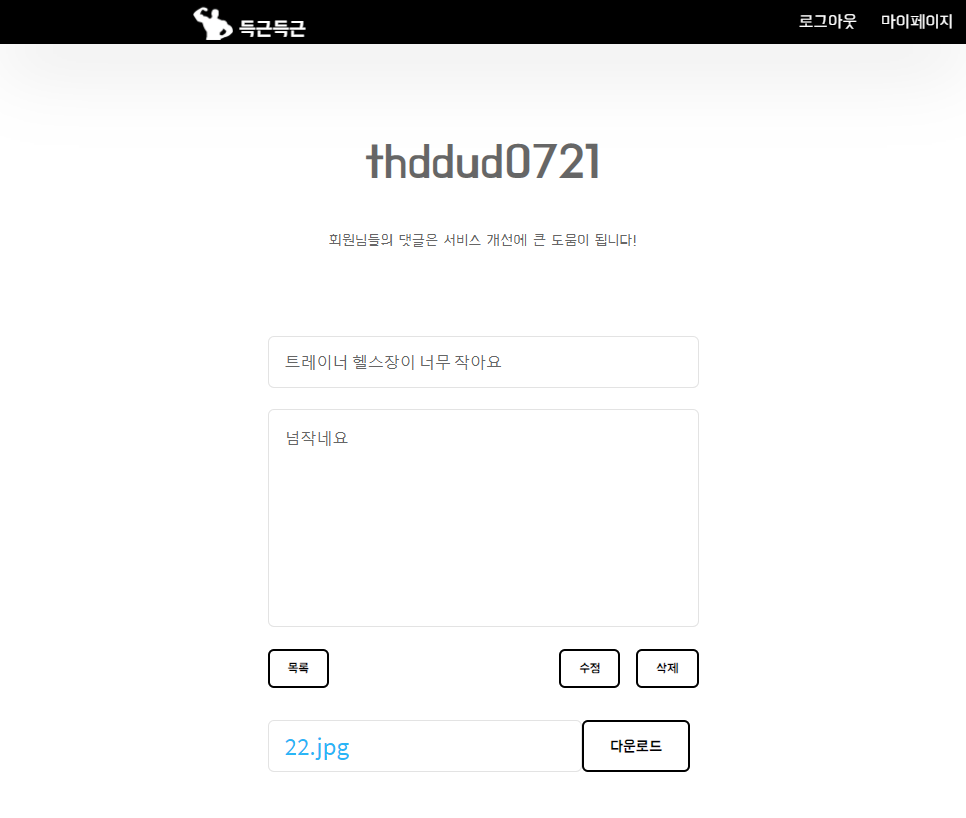 득근득근
로그아웃 마이페이지
thddud0721
회원님들의 댓글은 서비스 개선에 큰 도움이 됩니다!
트레이너 헬스장이 너무 작아요
넘작네요
목록 수정 삭제
22.jpg 다운로드